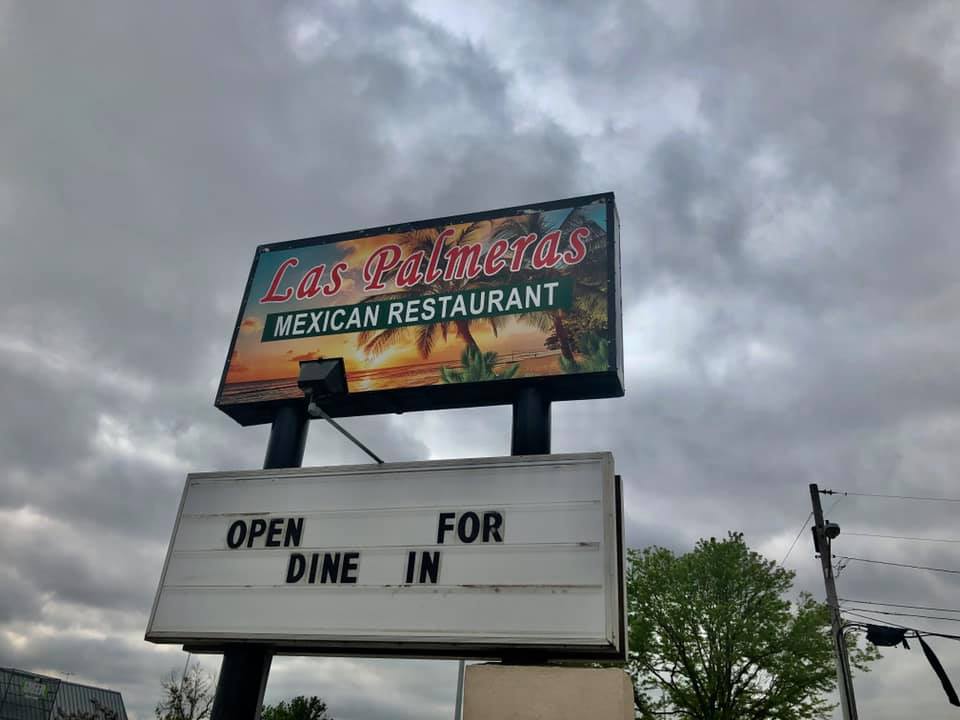 Las Palmeras
MEXICAN RESTAURANT
OPEN FOR
DINE IN